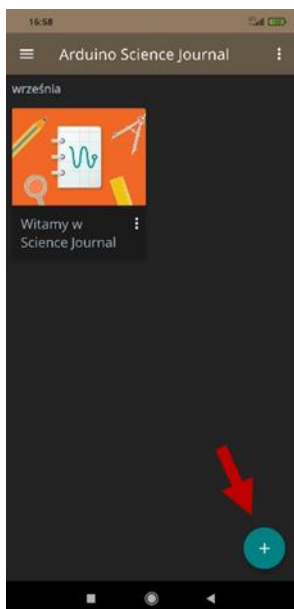 16:58
Arduino Science Journal
września
Witamy w
Science Journal